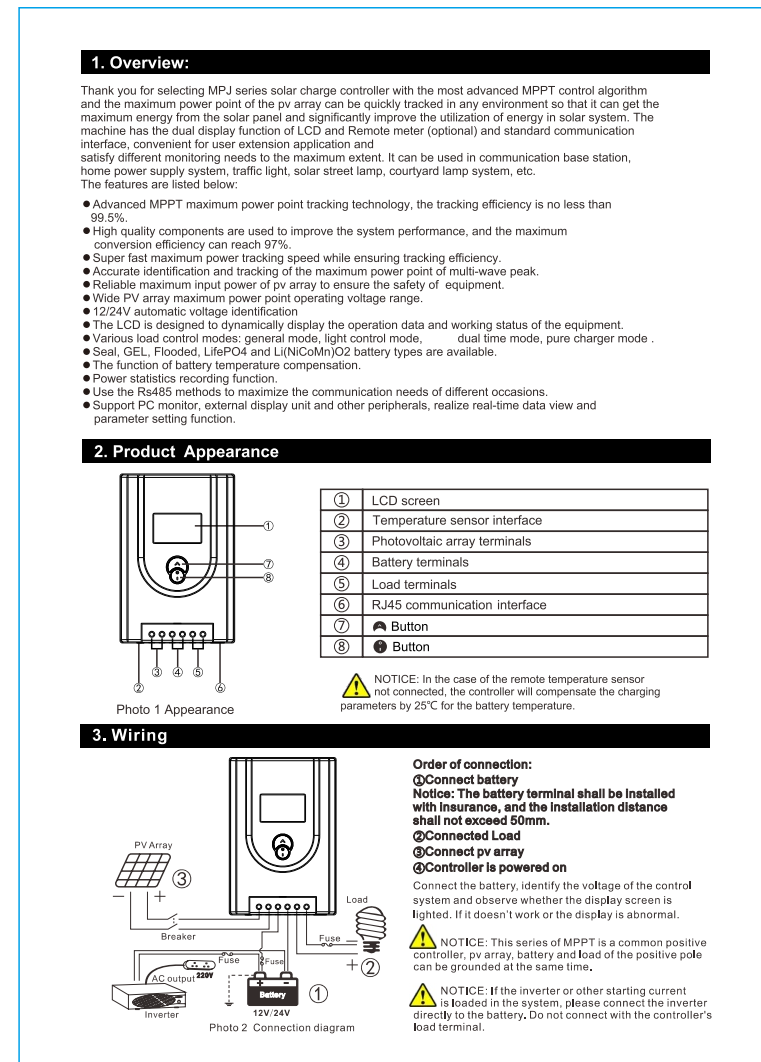 1. Overview:
Thank you for selecting MPJ series solar charge controller with the most advanced MPPT control algorithm
and the maximum power point of the pv array can be quickly tracked in any environment so that it can get the
maximum energy from the solar panel and significantly improve the utilization of energy in solar system. The
machine has the dual display function of LCD and Remote meter (optional) and standard communication
interface, convenient for user extension application and
satisfy different monitoring needs to the maximum extent. It can be used in communication base station,
home power supply system, traffic light, solar street lamp, courtyard lamp system, etc.
The features are listed below:
● Advanced MPPT maximum power point tracking technology, the tracking efficiency is no less than
99.5%.
● High quality components are used to improve the system performance, and the maximum
conversion efficiency can reach 97%.
● Super fast maximum power tracking speed while ensuring tracking efficiency.
● Accurate identification and tracking of the maximum power point of multi-wave peak.
● Reliable maximum input power of pv array to ensure the safety of equipment.
● Wide PV array maximum power point operating voltage range.
● 12/24V automatic voltage identification
● The LCD is designed to dynamically display the operation data and working status of the equipment.
● Various load control modes: general mode, light control mode, dual time mode, pure charger mode .
● Seal, GEL, Flooded, LifePO4 and Li(NiCoMn)O2 battery types are available.
● The function of battery temperature compensation.
● Power statistics recording function.
● Use the Rs485 methods to maximize the communication needs of different occasions.
● Support PC monitor, external display unit and other peripherals, realize real-time data view and
parameter setting function.
2. Product Appearance
①
⑦
⑧
③ ④ ⑤
② ⑥
Photo 1 Appearance
① LCD screen
② Temperature sensor interface
③ Photovoltaic array terminals
④ Battery terminals
⑤ Load terminals
⑥ RJ45 communication interface
⑦ Button
⑧ Button
NOTICE: In the case of the remote temperature sensor
not connected, the controller will compensate the charging
parameters by 25℃ for the battery temperature.
3. Wiring
PV Array
③
− +
Breaker
Load
Fuse
+ ②
Fuse
Fuse
AC output 220V
Inverter
+ −
Battery
①
12V/24V
Photo 2 Connection diagram
Order of connection:
①Connect battery
Notice: The battery terminal shall be installed
with insurance, and the installation distance
shall not exceed 50mm.
②Connected Load
③Connect pv array
④Controller is powered on
Connect the battery, identify the voltage of the control
system and observe whether the display screen is
lighted. If it doesn't work or the display is abnormal.
NOTICE: This series of MPPT is a common positive
controller, pv array, battery and load of the positive pole
can be grounded at the same time.
NOTICE: If the inverter or other starting current
is loaded in the system, please connect the inverter
directly to the battery. Do not connect with the controller's
load terminal.